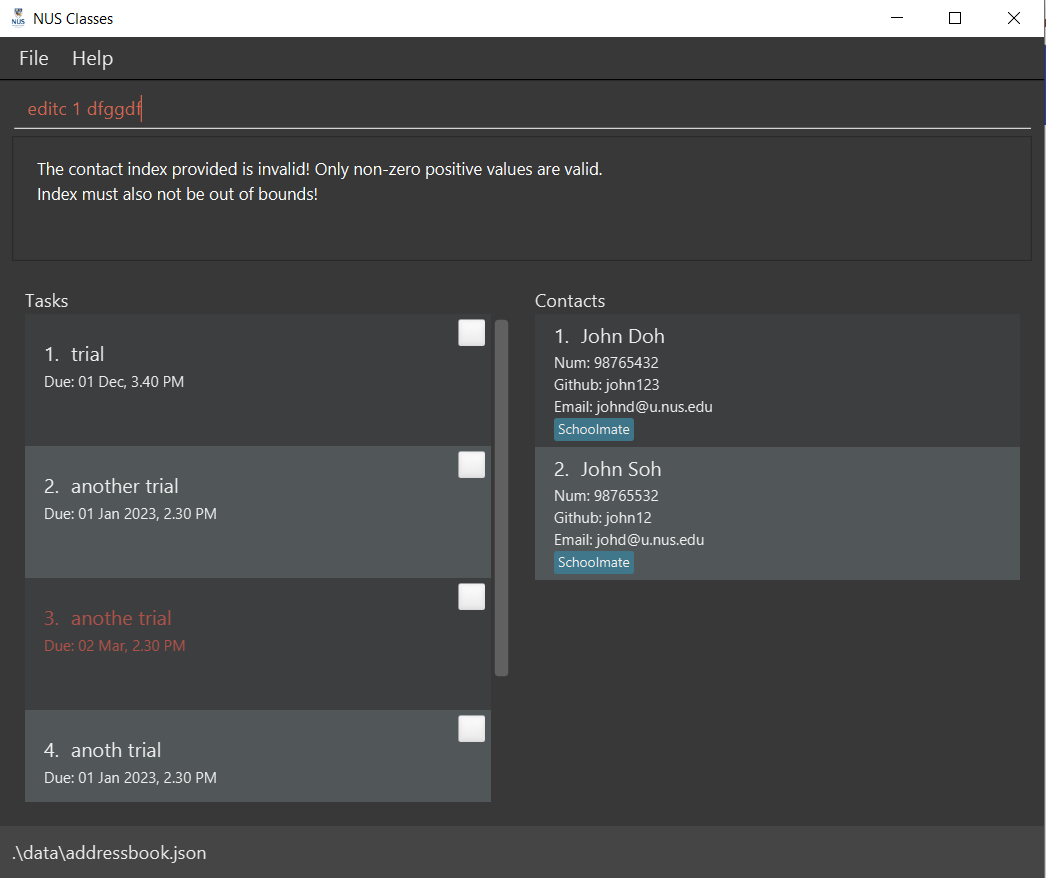 NUS
NUS Classes
File Help
editc 1 dfggdf
The contact index provided is invalid! Only non-zero positive values are valid.
Index must also not be out of bounds!
Tasks
1. trial
Due: 01 Dec, 3.40 PM
2. another trial
Due: 01 Jan 2023, 2.30 PM
3. anothe trial
Due: 02 Mar, 2.30 PM
4. anoth trial
Due: 01 Jan 2023, 2.30 PM
Contacts
1. John Doh
Num: 98765432
Github: john123
Email: johnd@u.nus.edu
Schoolmate
2. John Soh
Num: 98765532
Github: john12
Email: johd@u.nus.edu
Schoolmate
.\data\addressbook.json